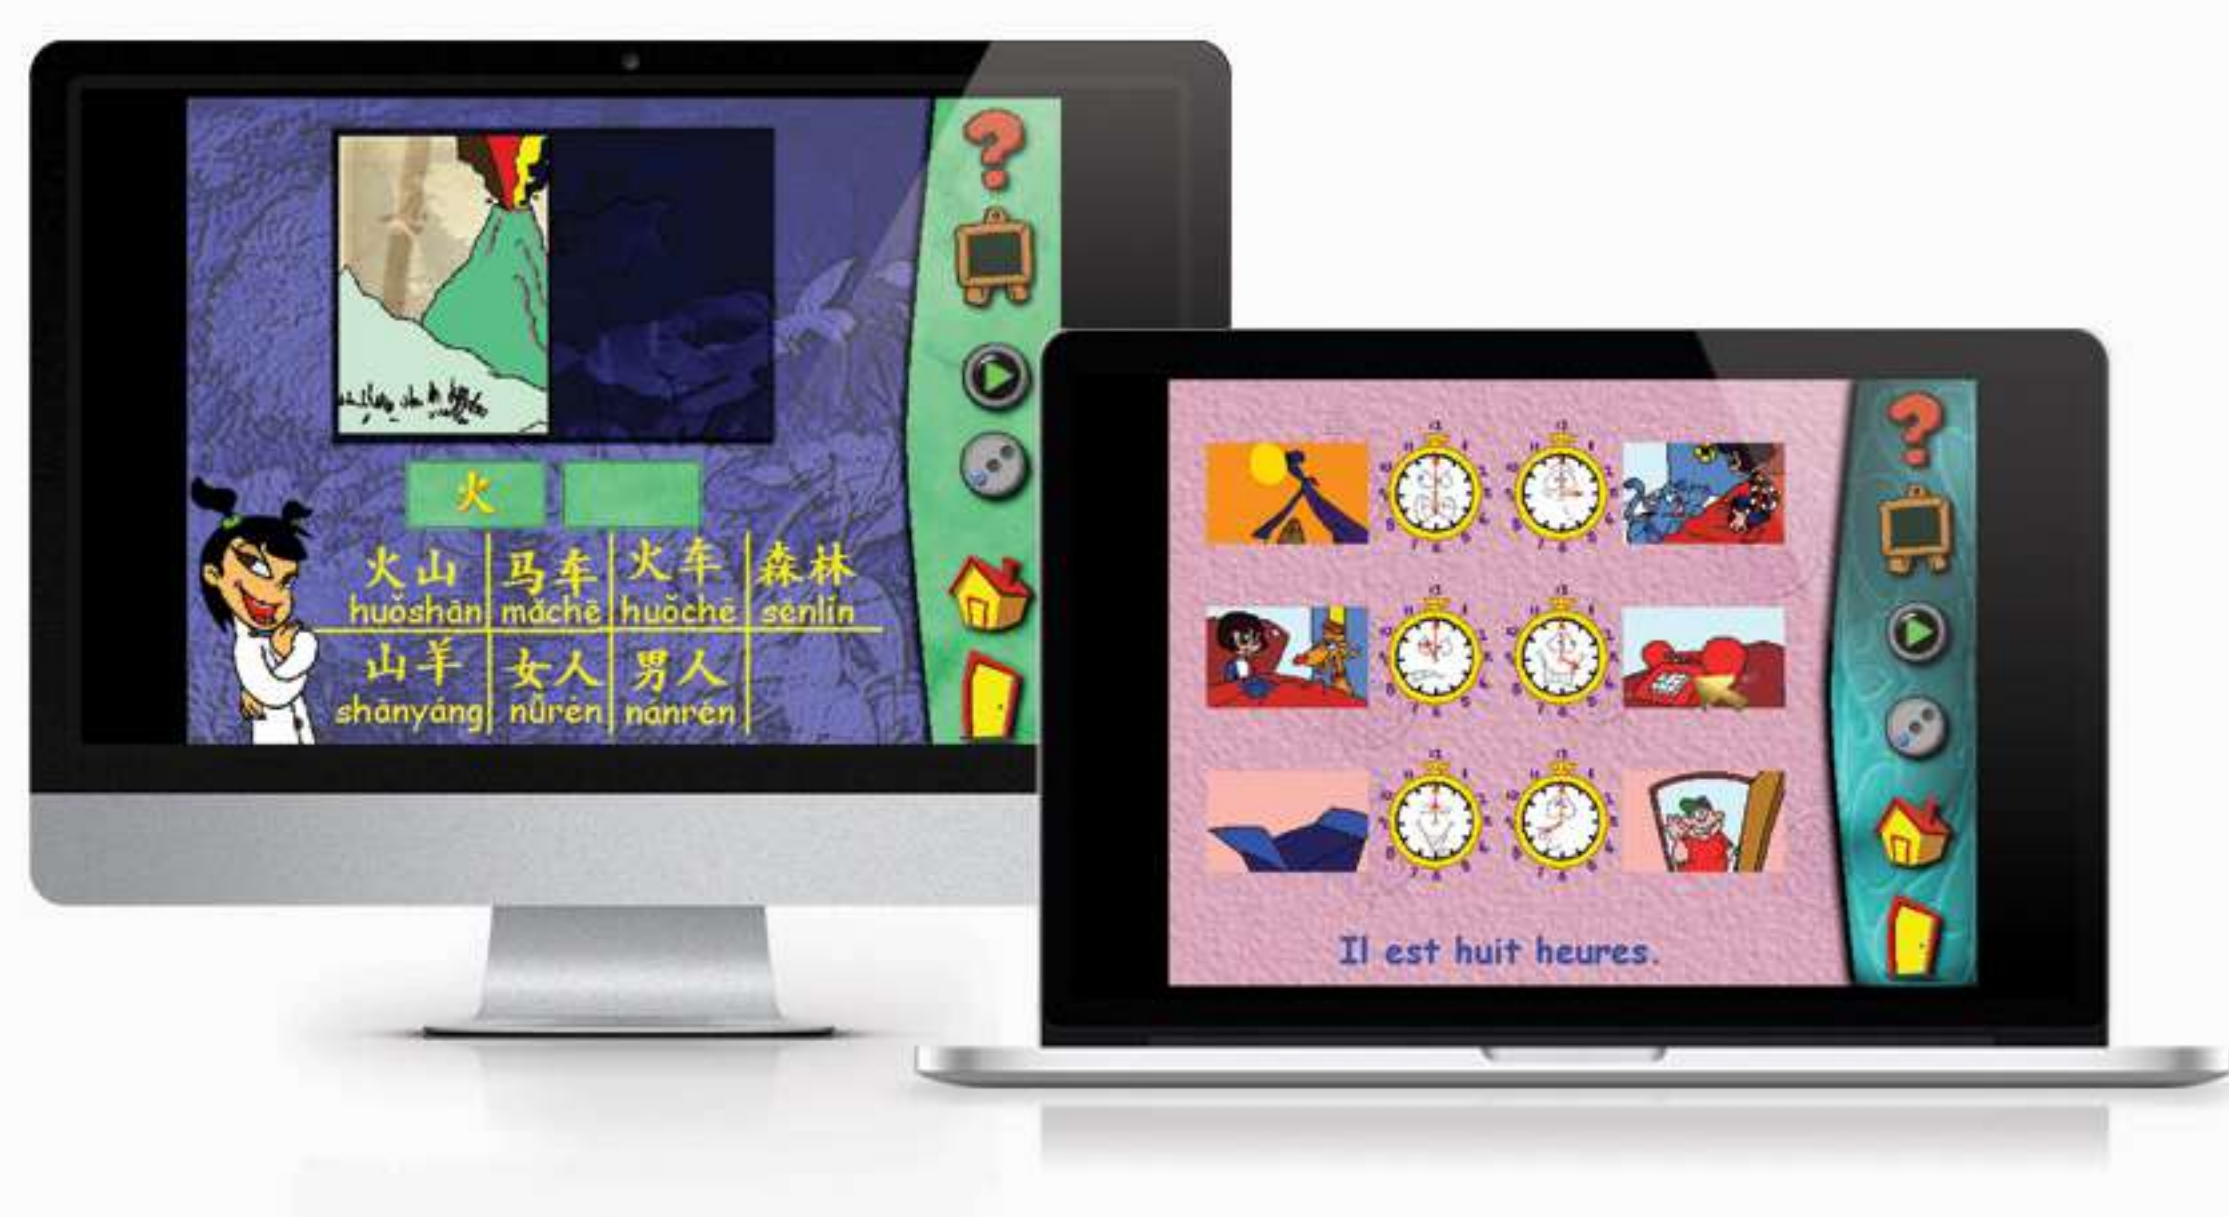 ?
火
火山 马车 火车 森林
huǒshān mǎchē huǒchē sēnlín
山羊 女人 男人
shānyáng nǚrén nánrén
?
Il est huit heures.